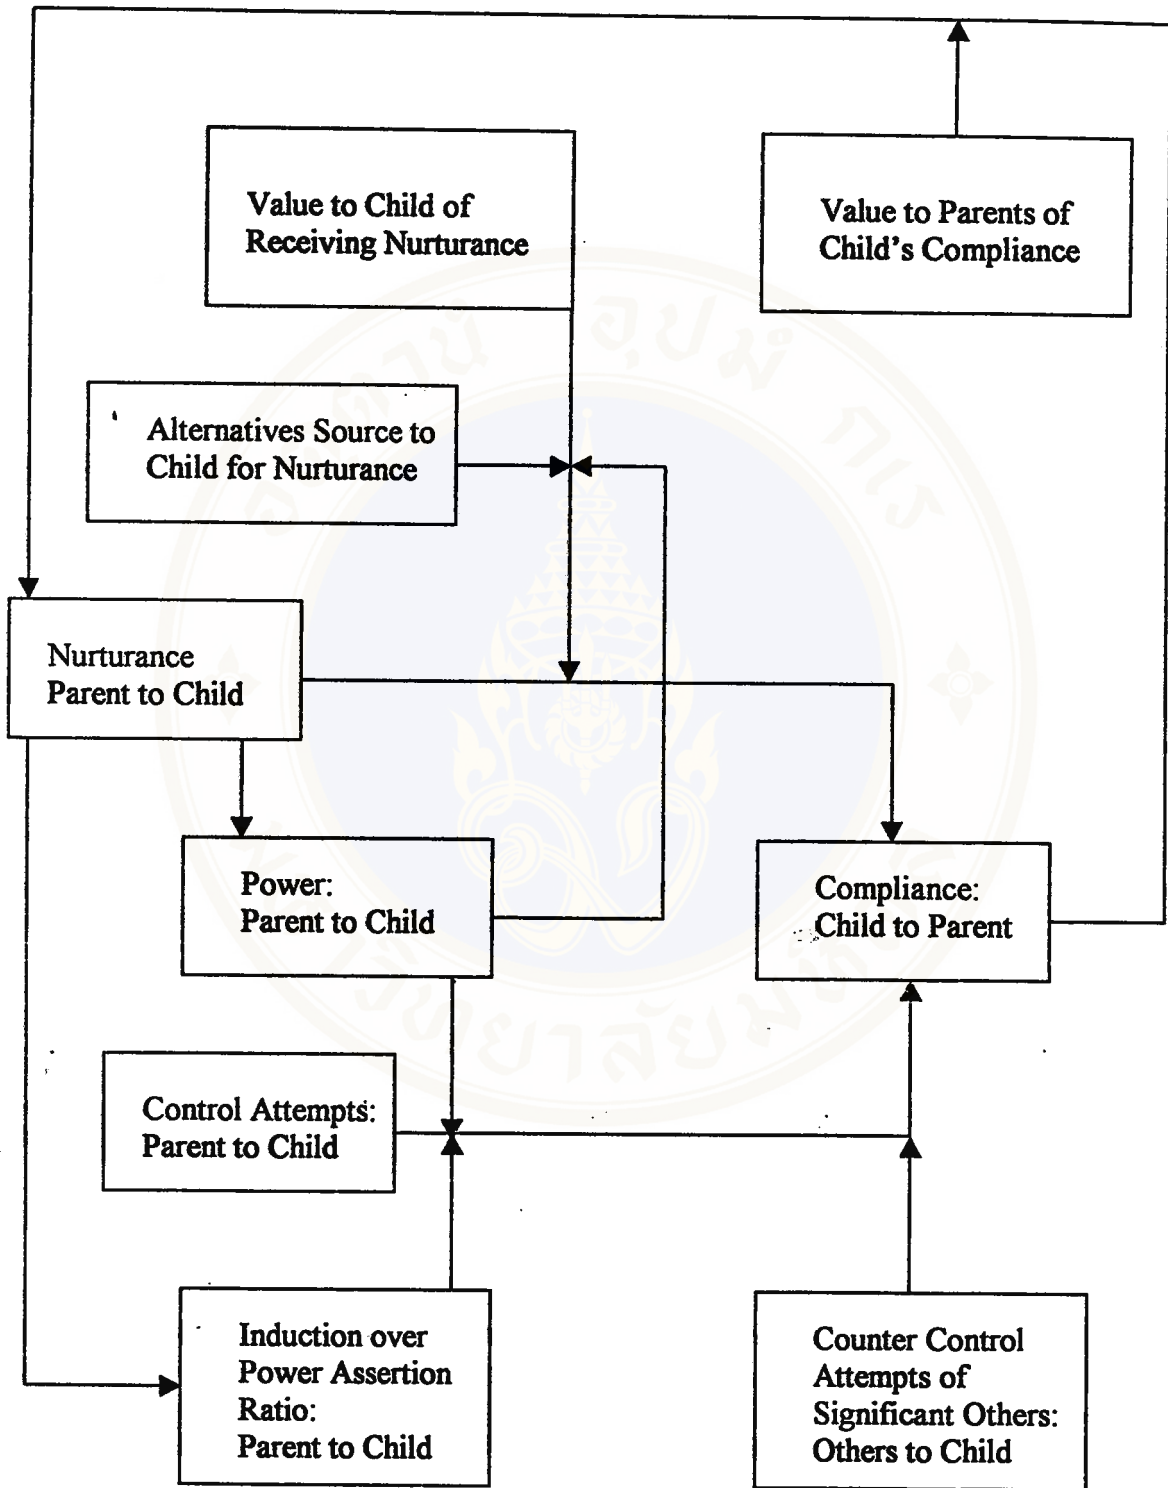 Value to Child of
Receiving Nurturance
Value to Parents of
Child's Compliance
Alternatives Source to
Child for Nurturance
Nurturance
Parent to Child
Power:
Parent to Child
Compliance:
Child to Parent
Control Attempts:
Parent to Child
Induction over
Power Assertion
Ratio:
Parent to Child
Counter Control
Attempts of
Significant Others:
Others to Child